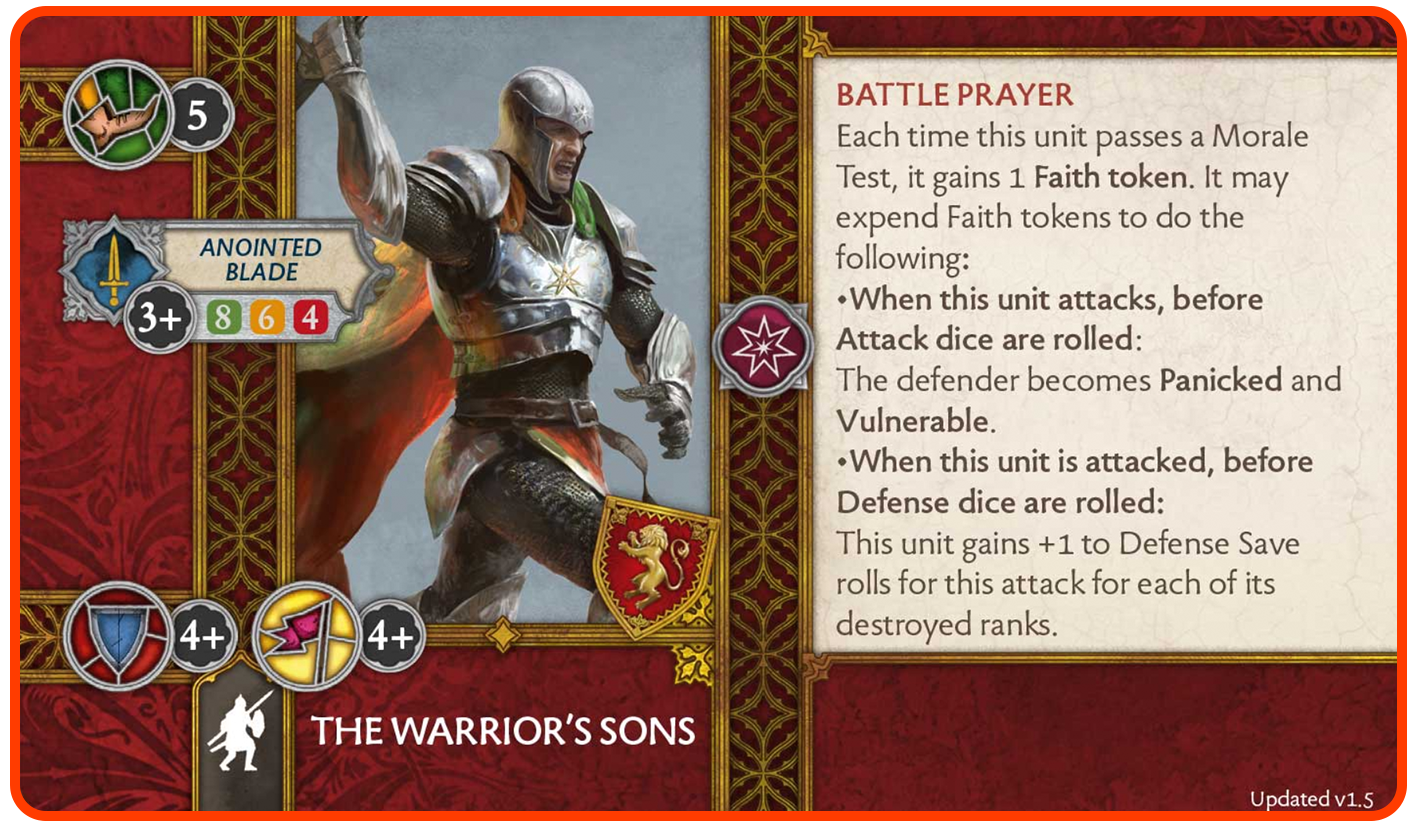 5
ANOINTED
BLADE
3+ 8 6 4
4+ 4+
THE WARRIOR'S SONS
BATTLE PRAYER
Each time this unit passes a Morale
Test, it gains 1 Faith token. It may
expend Faith tokens to do the
following:
•When this unit attacks, before
Attack dice are rolled:
The defender becomes Panicked and
Vulnerable.
•When this unit is attacked, before
Defense dice are rolled:
This unit gains +1 to Defense Save
rolls for this attack for each of its
destroyed ranks.
Updated v1.5